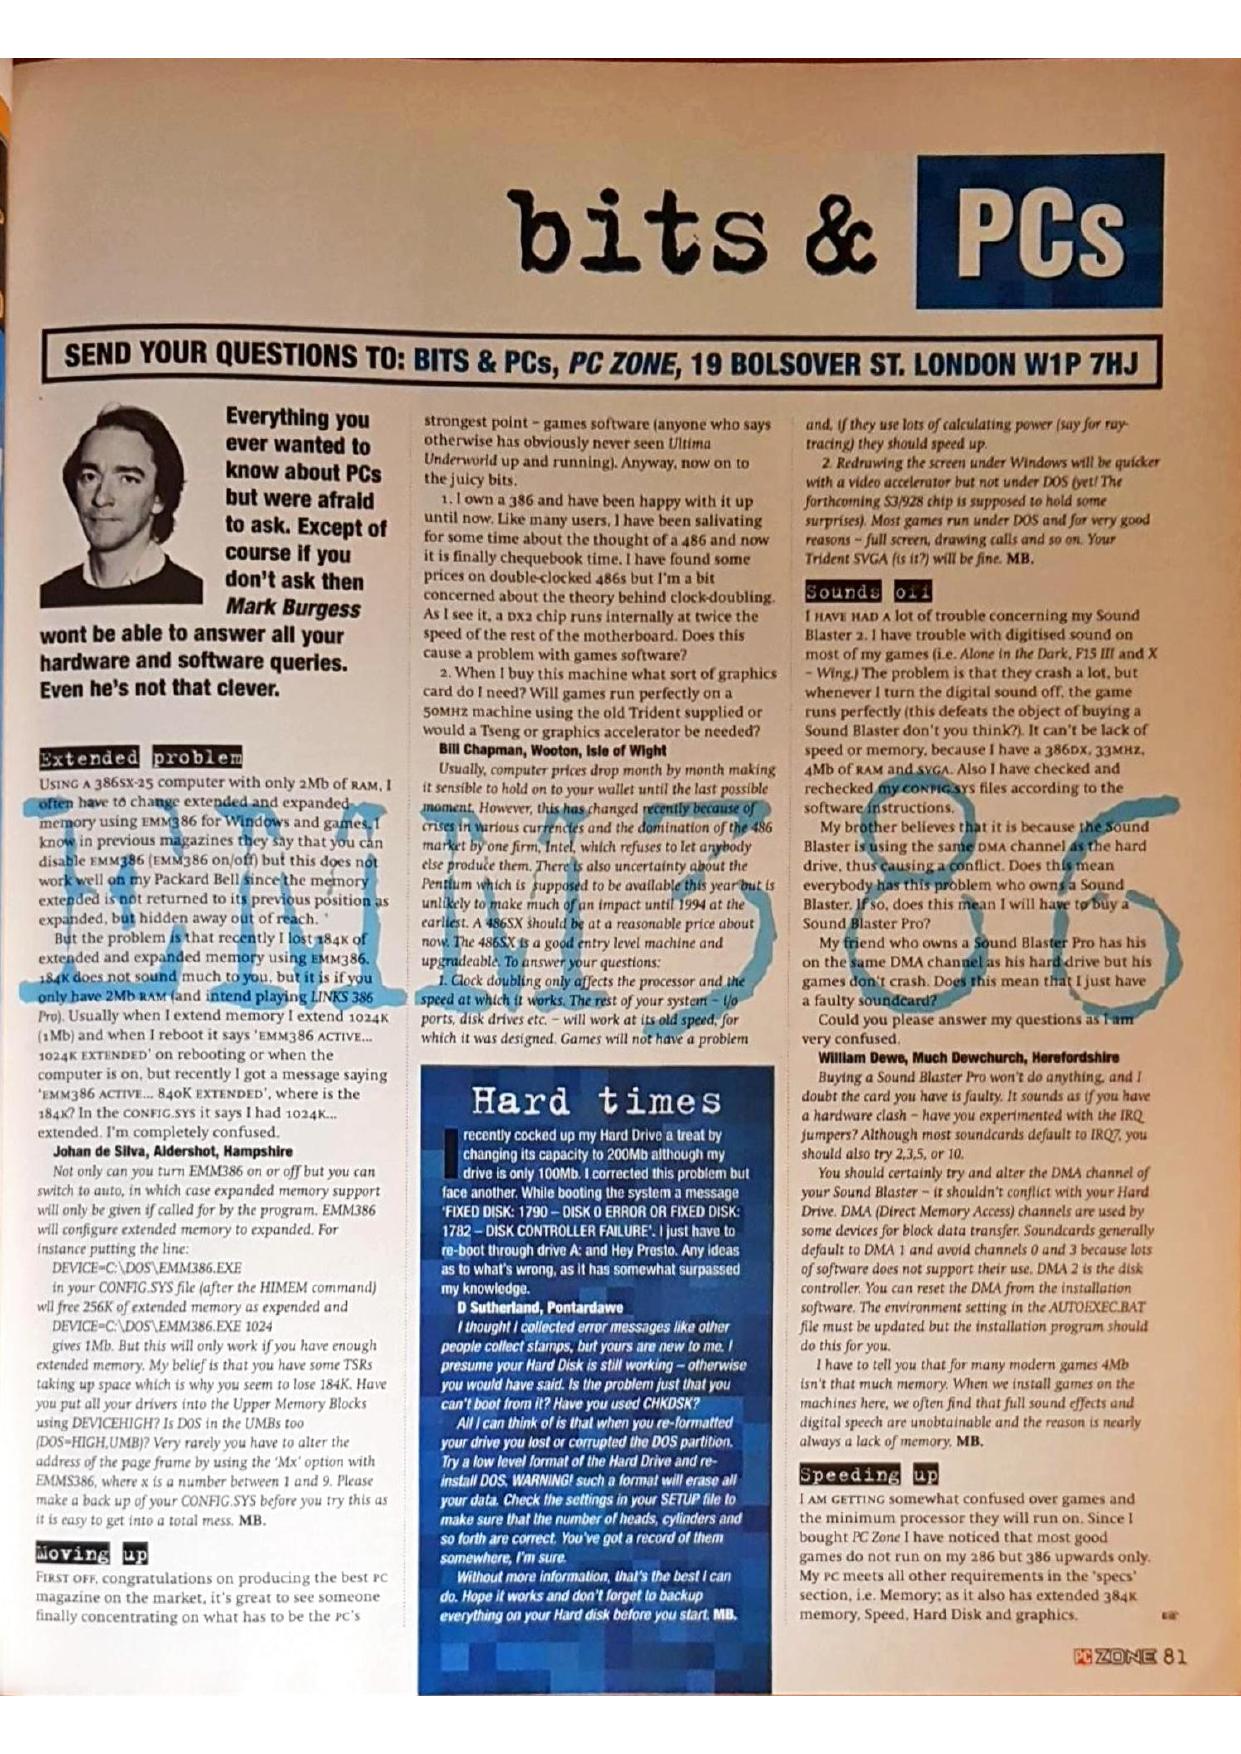 bits & PCs
SEND YOUR QUESTIONS TO: BITS & PCs, PC ZONE, 19 BOLSOVER ST. LONDON W1P 7HJ
Everything you
ever wanted to
know about PCs
but were afraid
to ask. Except of
course if you
don't ask then
Mark Burgess
wont be able to answer all your
hardware and software queries.
Even he's not that clever.
Extended problem
USING A 386SX-25 computer with only 2Mb of RAM, I
often have to change extended and expanded
memory using EMM386 for Windows and games. I
know in previous magazines they say that you can
disable EMM386 (EMM386 on/off) but this does not
work well on my Packard Bell since the memory
extended is not returned to its previous position as
expanded, but hidden away out of reach.
But the problem is that recently I lost 184K of
extended and expanded memory using EMM386.
184K does not sound much to you, but it is if you
only have 2Mb RAM (and intend playing LINKS 386
Pro). Usually when I extend memory I extend 1024K
(1Mb) and when I reboot it says 'EMM386 ACTIVE...
1024K EXTENDED' on rebooting or when the
computer is on, but recently I got a message saying
'EMM386 ACTIVE... 840K EXTENDED', where is the
184K? In the CONFIG.SYS it says I had 1024K...
extended. I'm completely confused.
Johan de Silva, Aldershot, Hampshire
Not only can you turn EMM386 on or off but you can
switch to auto, in which case expanded memory support
will only be given if called for by the program. EMM386
will configure extended memory to expanded. For
instance putting the line:
DEVICE=C:\DOS\EMM386.EXE
in your CONFIG.SYS file (after the HIMEM command)
wll free 256K of extended memory as expended and
DEVICE=C:\DOS\EMM386.EXE 1024
gives 1Mb. But this will only work if you have enough
extended memory. My belief is that you have some TSRs
taking up space which is why you seem to lose 184K. Have
you put all your drivers into the Upper Memory Blocks
using DEVICEHIGH? Is DOS in the UMBs too
(DOS=HIGH,UMB)? Very rarely you have to alter the
address of the page frame by using the 'Mx' option with
EMMS386, where x is a number between 1 and 9. Please
make a back up of your CONFIG.SYS before you try this as
it is easy to get into a total mess. MB.
Moving up
FIRST OFF, congratulations on producing the best PC
magazine on the market, it's great to see someone
finally concentrating on what has to be the PC's
strongest point – games software (anyone who says
otherwise has obviously never seen Ultima
Underworld up and running). Anyway, now on to
the juicy bits.
1. I own a 386 and have been happy with it up
until now. Like many users, I have been salivating
for some time about the thought of a 486 and now
it is finally chequebook time. I have found some
prices on double-clocked 486s but I'm a bit
concerned about the theory behind clock-doubling.
As I see it, a DX2 chip runs internally at twice the
speed of the rest of the motherboard. Does this
cause a problem with games software?
2. When I buy this machine what sort of graphics
card do I need? Will games run perfectly on a
50MHZ machine using the old Trident supplied or
would a Tseng or graphics accelerator be needed?
Bill Chapman, Wooton, Isle of Wight
Usually, computer prices drop month by month making
it sensible to hold on to your wallet until the last possible
moment. However, this has changed recently because of
crises in various currencies and the domination of the 486
market by one firm, Intel, which refuses to let anybody
else produce them. There is also uncertainty about the
Pentium which is supposed to be available this year but is
unlikely to make much of an impact until 1994 at the
earliest. A 486SX should be at a reasonable price about
now. The 486SX is a good entry level machine and
upgradeable. To answer your questions:
1. Clock doubling only affects the processor and the
speed at which it works. The rest of your system – i/o
ports, disk drives etc. – will work at its old speed, for
which it was designed. Games will not have a problem
Hard times
I recently cocked up my Hard Drive a treat by
changing its capacity to 200Mb although my
drive is only 100Mb. I corrected this problem but
face another. While booting the system a message
'FIXED DISK: 1790 – DISK 0 ERROR OR FIXED DISK:
1782 – DISK CONTROLLER FAILURE'. I just have to
re-boot through drive A: and Hey Presto. Any ideas
as to what's wrong, as it has somewhat surpassed
my knowledge.
D Sutherland, Pontardawe
I thought I collected error messages like other
people collect stamps, but yours are new to me. I
presume your Hard Disk is still working – otherwise
you would have said. Is the problem just that you
can't boot from it? Have you used CHKDSK?
All I can think of is that when you re-formatted
your drive you lost or corrupted the DOS partition.
Try a low level format of the Hard Drive and re-
install DOS, WARNING! such a format will erase all
your data. Check the settings in your SETUP file to
make sure that the number of heads, cylinders and
so forth are correct. You've got a record of them
somewhere, I'm sure.
Without more information, that's the best I can
do. Hope it works and don't forget to backup
everything on your Hard disk before you start. MB.
and, if they use lots of calculating power (say for ray-
tracing) they should speed up.
2. Redrawing the screen under Windows will be quicker
with a video accelerator but not under DOS (yet! The
forthcoming S3/928 chip is supposed to hold some
surprises). Most games run under DOS and for very good
reasons – full screen, drawing calls and so on. Your
Trident SVGA (is it?) will be fine. MB.
Sounds off
I HAVE HAD A lot of trouble concerning my Sound
Blaster 2. I have trouble with digitised sound on
most of my games (i.e. Alone in the Dark, F15 III and X
– Wing.) The problem is that they crash a lot, but
whenever I turn the digital sound off, the game
runs perfectly (this defeats the object of buying a
Sound Blaster don't you think?). It can't be lack of
speed or memory, because I have a 386DX, 33MHZ,
4Mb of RAM and SVGA. Also I have checked and
rechecked my CONFIG.SYS files according to the
software instructions.
My brother believes that it is because the Sound
Blaster is using the same DMA channel as the hard
drive, thus causing a conflict. Does this mean
everybody has this problem who owns a Sound
Blaster. If so, does this mean I will have to buy a
Sound Blaster Pro?
My friend who owns a Sound Blaster Pro has his
on the same DMA channel as his hard drive but his
games don't crash. Does this mean that I just have
a faulty soundcard?
Could you please answer my questions as I am
very confused.
William Dewe, Much Dewchurch, Herefordshire
Buying a Sound Blaster Pro won't do anything, and I
doubt the card you have is faulty. It sounds as if you have
a hardware clash – have you experimented with the IRQ
jumpers? Although most soundcards default to IRQ7, you
should also try 2,3,5, or 10.
You should certainly try and alter the DMA channel of
your Sound Blaster – it shouldn't conflict with your Hard
Drive. DMA (Direct Memory Access) channels are used by
some devices for block data transfer. Soundcards generally
default to DMA 1 and avoid channels 0 and 3 because lots
of software does not support their use. DMA 2 is the disk
controller. You can reset the DMA from the installation
software. The environment setting in the AUTOEXEC.BAT
file must be updated but the installation program should
do this for you.
I have to tell you that for many modern games 4Mb
isn't that much memory. When we install games on the
machines here, we often find that full sound effects and
digital speech are unobtainable and the reason is nearly
always a lack of memory. MB.
Speeding up
I AM GETTING somewhat confused over games and
the minimum processor they will run on. Since I
bought PC Zone I have noticed that most good
games do not run on my 286 but 386 upwards only.
My PC meets all other requirements in the 'specs'
section, i.e. Memory; as it also has extended 384K
memory, Speed, Hard Disk and graphics.
PC ZONE 81